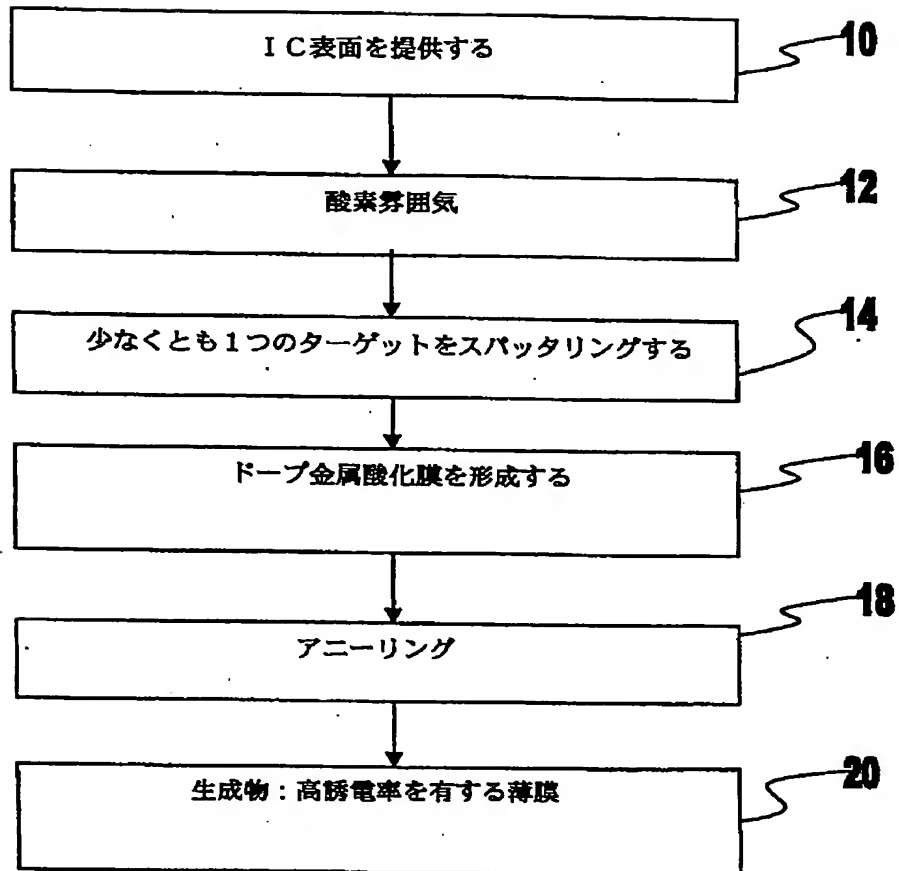 IC表面を提供する
10
酸素雰囲気
12
少なくとも1つのターゲットをスパッタリングする
14
ドープ金属酸化膜を形成する
16
アニーリング
18
生成物：高誘電率を有する薄膜
20